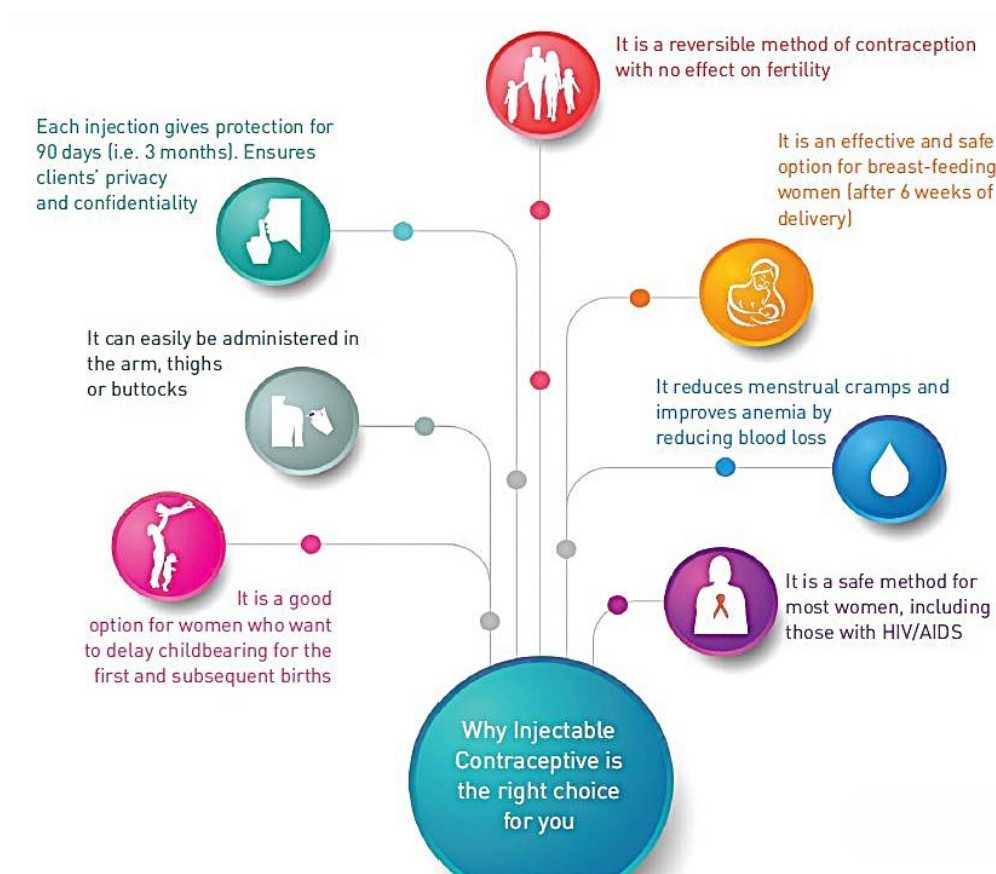 It is a reversible method of contraception
with no effect on fertility
Each injection gives protection for
90 days (i.e. 3 months). Ensures
clients' privacy
and confidentiality
It is an effective and safe
option for breast-feeding
women (after 6 weeks of
delivery)
It can easily be administered in
the arm, thighs
or buttocks
It reduces menstrual cramps and
improves anemia by
reducing blood loss
It is a good
option for women who want
to delay childbearing for the
first and subsequent births
It is a safe method for
most women, including
those with HIV/AIDS
Why Injectable
Contraceptive is
the right choice
for you